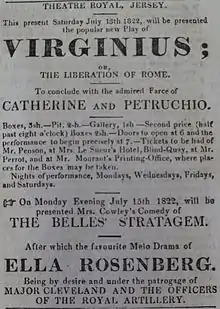 THEATRE ROYAL, JERSEY.
This present Saturday July 13th 1822, will be presented
the popular new Play of
VIRGINIUS;
OR,
THE LIBERATION OF ROME.
To conclude with the admired Farce of
CATHERINE AND PETRUCHIO.
Boxes, 3sh.—Pit. 2sh.—Gallery, 1sh—Second price (half
past eight o'clock) Boxes 2sh.—Doors to open at 6 and the
performance to begin precisely at 7.—Tickets to be had of
Mr. Penson, at Mrs. Le Sueur's Hotel, Blind-Quay, at Mr.
Perrot, and at Mr. Mourant's Printing-Office, where pla-
ces for the Boxes may be taken.
Nights of performance, Mondays, Wednesdays, Fridays,
and Saturdays.
☞ On Monday Evening July 15th 1822, will be
presented Mrs. Cowley's Comedy of
THE BELLES' STRATAGEM.
After which the favourite Melo Drama of
ELLA ROSENBERG.
Being by desire and under the patrogage of
MAJOR CLEVELAND AND THE OFFICERS
OF THE ROYAL ARTILLERY.